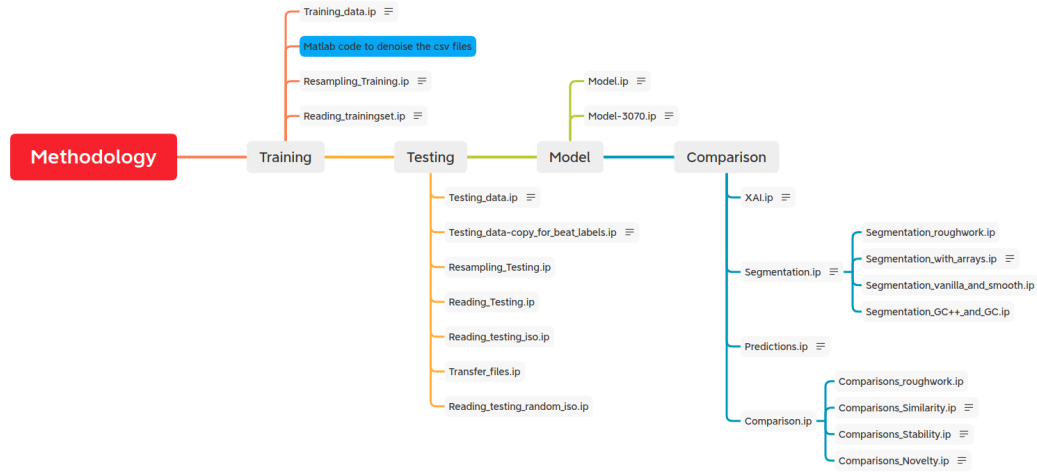 Methodology
Training
Training_data.ip
Matlab code to denoise the csv files
Resampling_Training.ip
Reading_trainingset.ip
Testing
Testing_data.ip
Testing_data-copy_for_beat_labels.ip
Resampling_Testing.ip
Reading_Testing.ip
Reading_testing_iso.ip
Transfer_files.ip
Reading_testing_random_iso.ip
Model
Model.ip
Model-3070.ip
Comparison
XAI.ip
Segmentation.ip
Segmentation_roughwork.ip
Segmentation_with_arrays.ip
Segmentation_vanilla_and_smooth.ip
Segmentation_GC++_and_GC.ip
Predictions.ip
Comparison.ip
Comparisons_roughwork.ip
Comparisons_Similarity.ip
Comparisons_Stability.ip
Comparisons_Novelty.ip